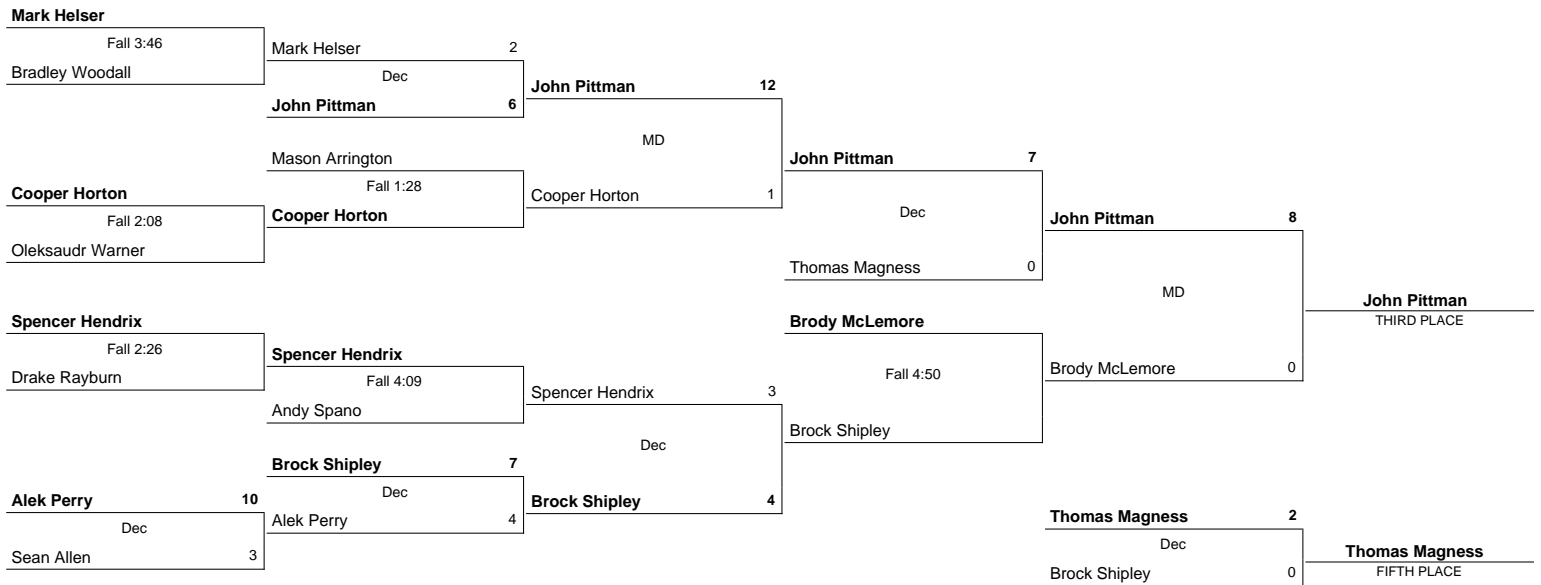 Mark Helser
Fall 3:46
Bradley Woodall
Cooper Horton
Fall 2:08
Oleksaudr Warner
Spencer Hendrix
Fall 2:26
Drake Rayburn
Alek Perry 10
Dec
Sean Allen 3
Mark Helser 2
Dec
John Pittman 6
Mason Arrington
Fall 1:28
Cooper Horton
Spencer Hendrix
Fall 4:09
Andy Spano
Brock Shipley 7
Dec
Alek Perry 4
John Pittman 12
MD
Cooper Horton 1
Spencer Hendrix 3
Dec
Brock Shipley 4
John Pittman 7
Dec
Thomas Magness 0
Brody McLemore
Fall 4:50
Brock Shipley
John Pittman 8
MD
Brody McLemore 0
John Pittman
THIRD PLACE
Thomas Magness 2
Dec
Brock Shipley 0
Thomas Magness
FIFTH PLACE